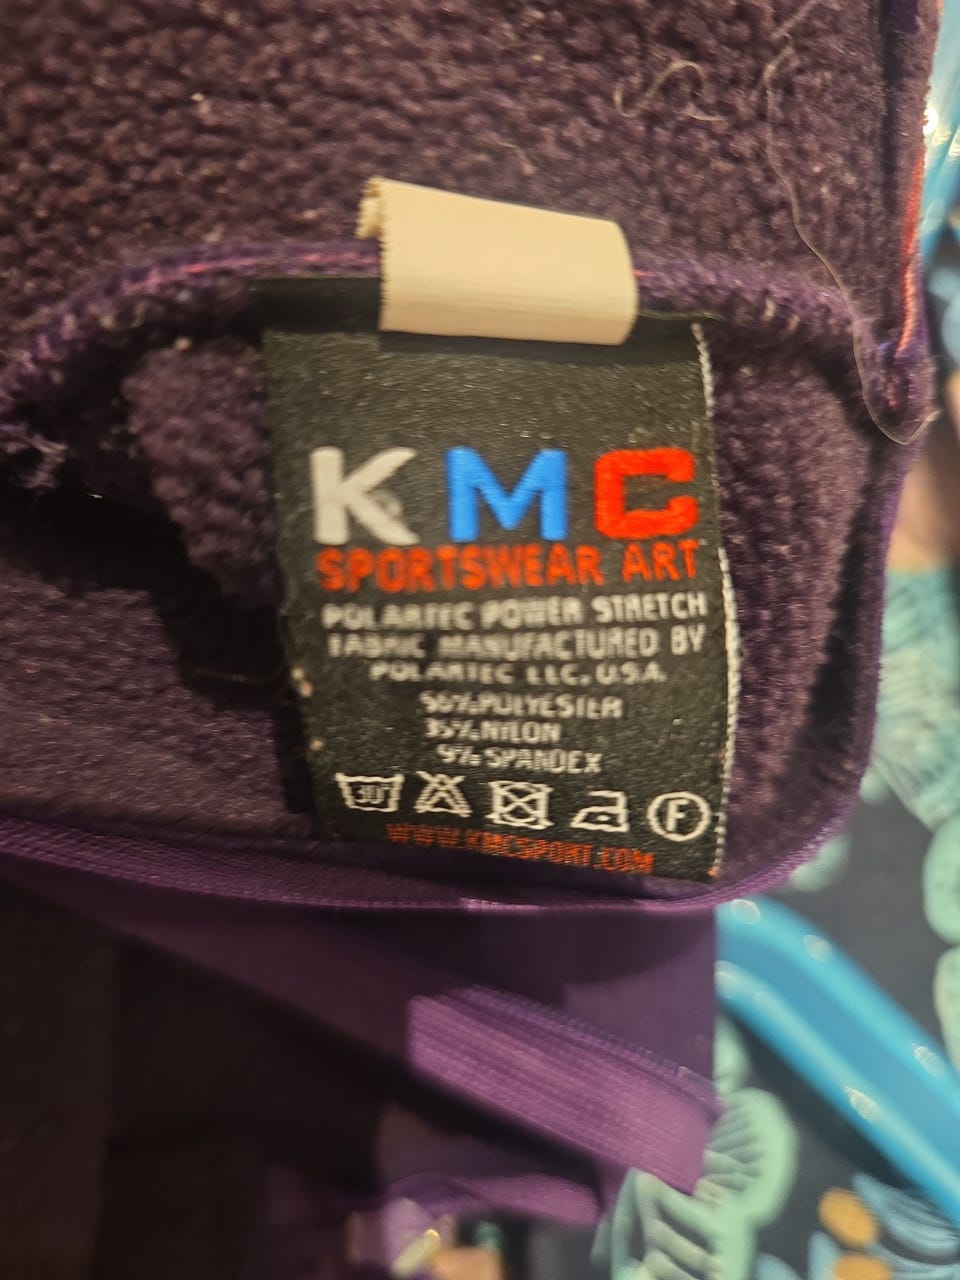 KMC
SPORTSWEAR ART
POLARTEC POWER STRETCH
FABRIC MANUFACTURED BY
POLARTEC LLC. U.S.A.
56% POLYESTER
35% NILON
9% SPANDEX
30°
F
WWW.KMCSPORT.COM